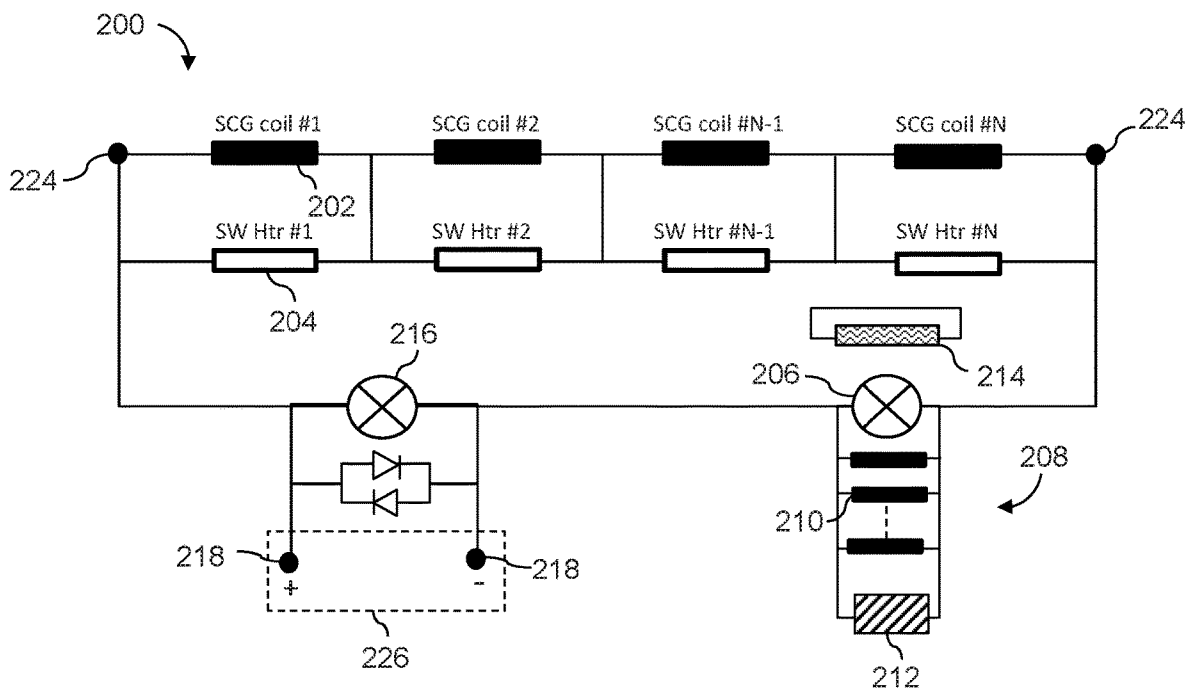 200
SCG coil #1
SCG coil #2
SCG coil #N-1
SCG coil #N
224
224
202
SW Htr #1
SW Htr #2
SW Htr #N-1
SW Htr #N
204
214
216
206
208
210
218
218
+
-
226
212